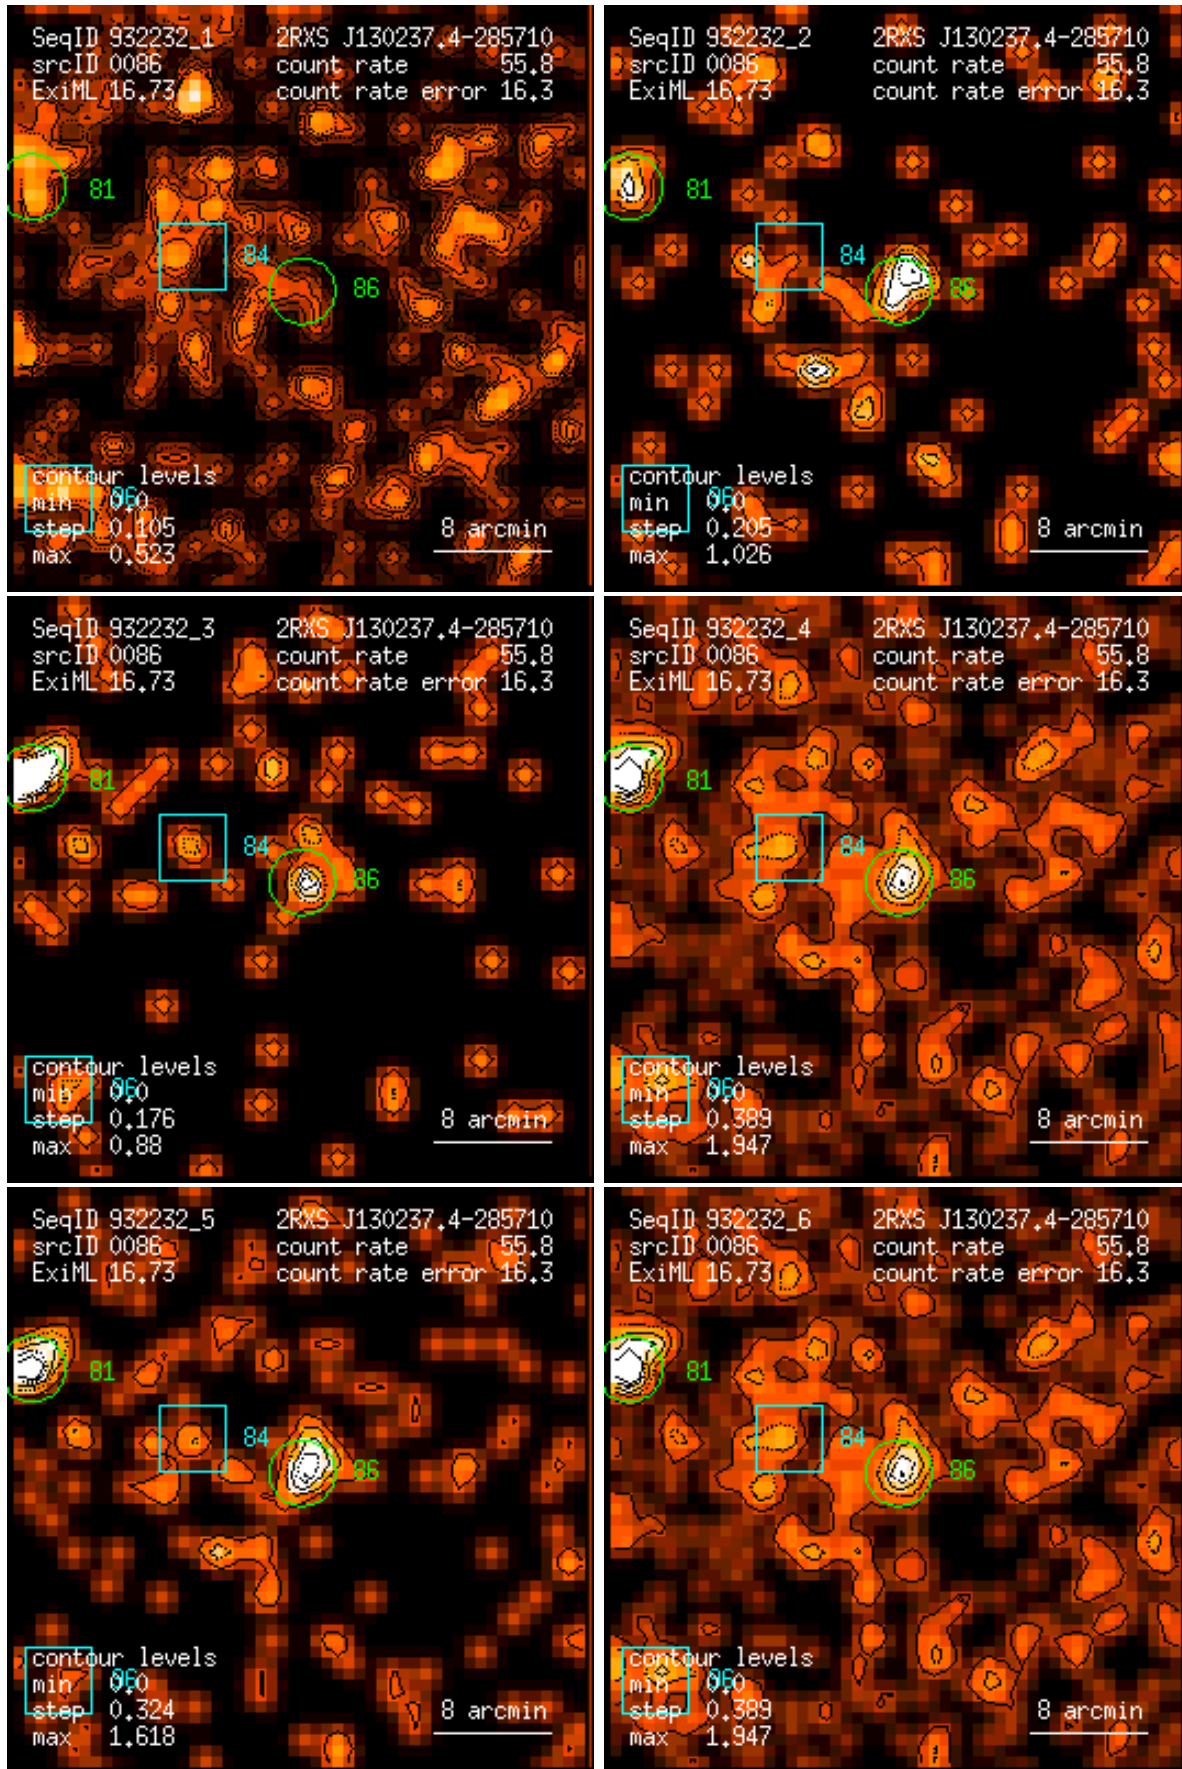 SeqID 932232_1 2RXS J130237.4-285710
srcID 0086 count rate 55.8
ExiML 16.73 count rate error 16.3
81
84
86
contour levels
96
min 0.0
step 0.105
8 arcmin
max 0.523
SeqID 932232_2 2RXS J130237.4-285710
srcID 0086 count rate 55.8
ExiML 16.73 count rate error 16.3
81
84
86
contour levels
96
min 0.0
step 0.205
8 arcmin
max 1.026
SeqID 932232_3 2RXS J130237.4-285710
srcID 0086 count rate 55.8
ExiML 16.73 count rate error 16.3
81
84
86
contour levels
96
min 0.0
step 0.176
8 arcmin
max 0.88
SeqID 932232_4 2RXS J130237.4-285710
srcID 0086 count rate 55.8
ExiML 16.73 count rate error 16.3
81
84
86
contour levels
96
min 0.0
step 0.389
8 arcmin
max 1.947
SeqID 932232_5 2RXS J130237.4-285710
srcID 0086 count rate 55.8
ExiML 16.73 count rate error 16.3
81
84
86
contour levels
96
min 0.0
step 0.324
8 arcmin
max 1.618
SeqID 932232_6 2RXS J130237.4-285710
srcID 0086 count rate 55.8
ExiML 16.73 count rate error 16.3
81
84
86
contour levels
96
min 0.0
step 0.389
8 arcmin
max 1.947